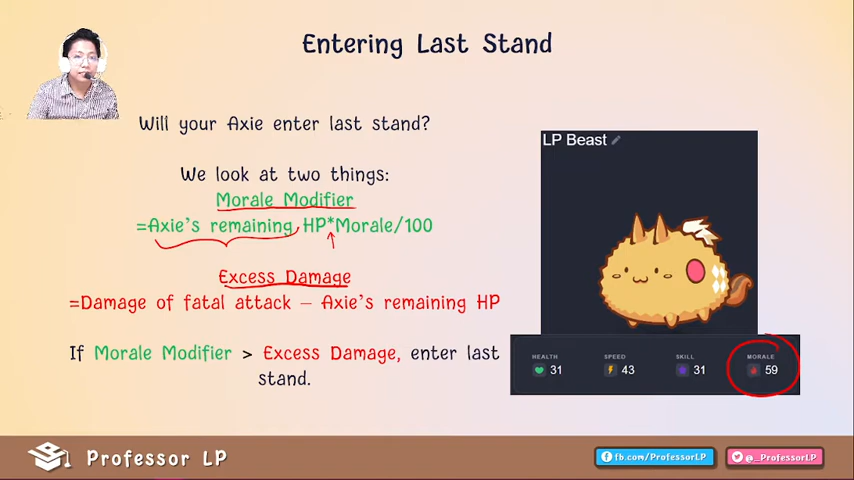 Entering Last Stand
Will your Axie enter last stand?
We look at two things:
Morale Modifier
=Axie's remaining HP*Morale/100
Excess Damage
=Damage of fatal attack – Axie's remaining HP
If Morale Modifier > Excess Damage, enter last
stand.
LP Beast
HEALTH SPEED SKILL MORALE
31 43 31 59
Professor LP
fb.com/ProfessorLP
@_ProfessorLP